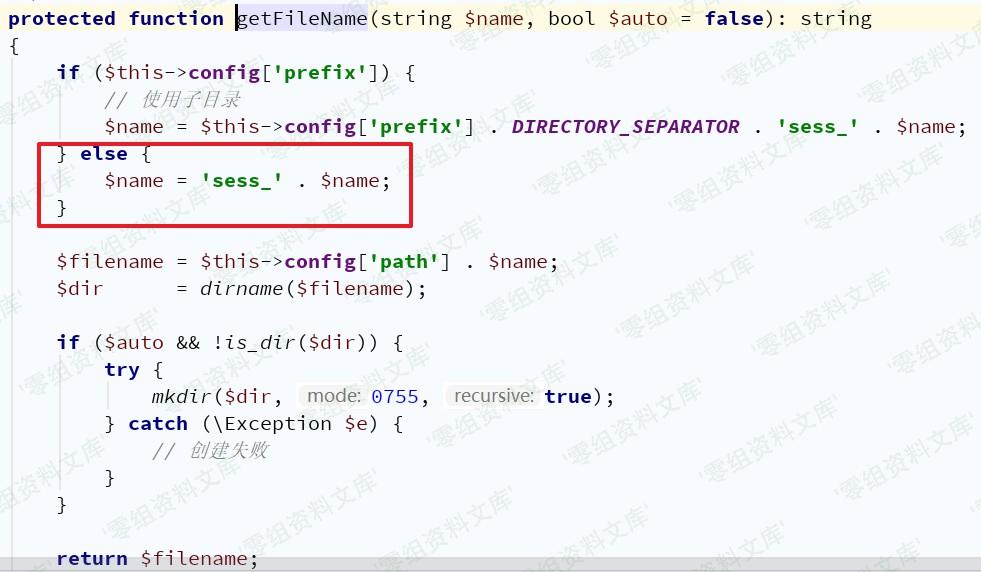 protected function getFileName(string $name, bool $auto = false): string
{
if ($this->config['prefix']) {
// 使用子目录
$name = $this->config['prefix'] . DIRECTORY_SEPARATOR . 'sess_' . $name;
} else {
$name = 'sess_' . $name;
}
$filename = $this->config['path'] . $name;
$dir = dirname($filename);
if ($auto && !is_dir($dir)) {
try {
mkdir($dir, mode: 0755, recursive: true);
} catch (\Exception $e) {
// 创建失败
}
}
return $filename;
'零组资料文库'